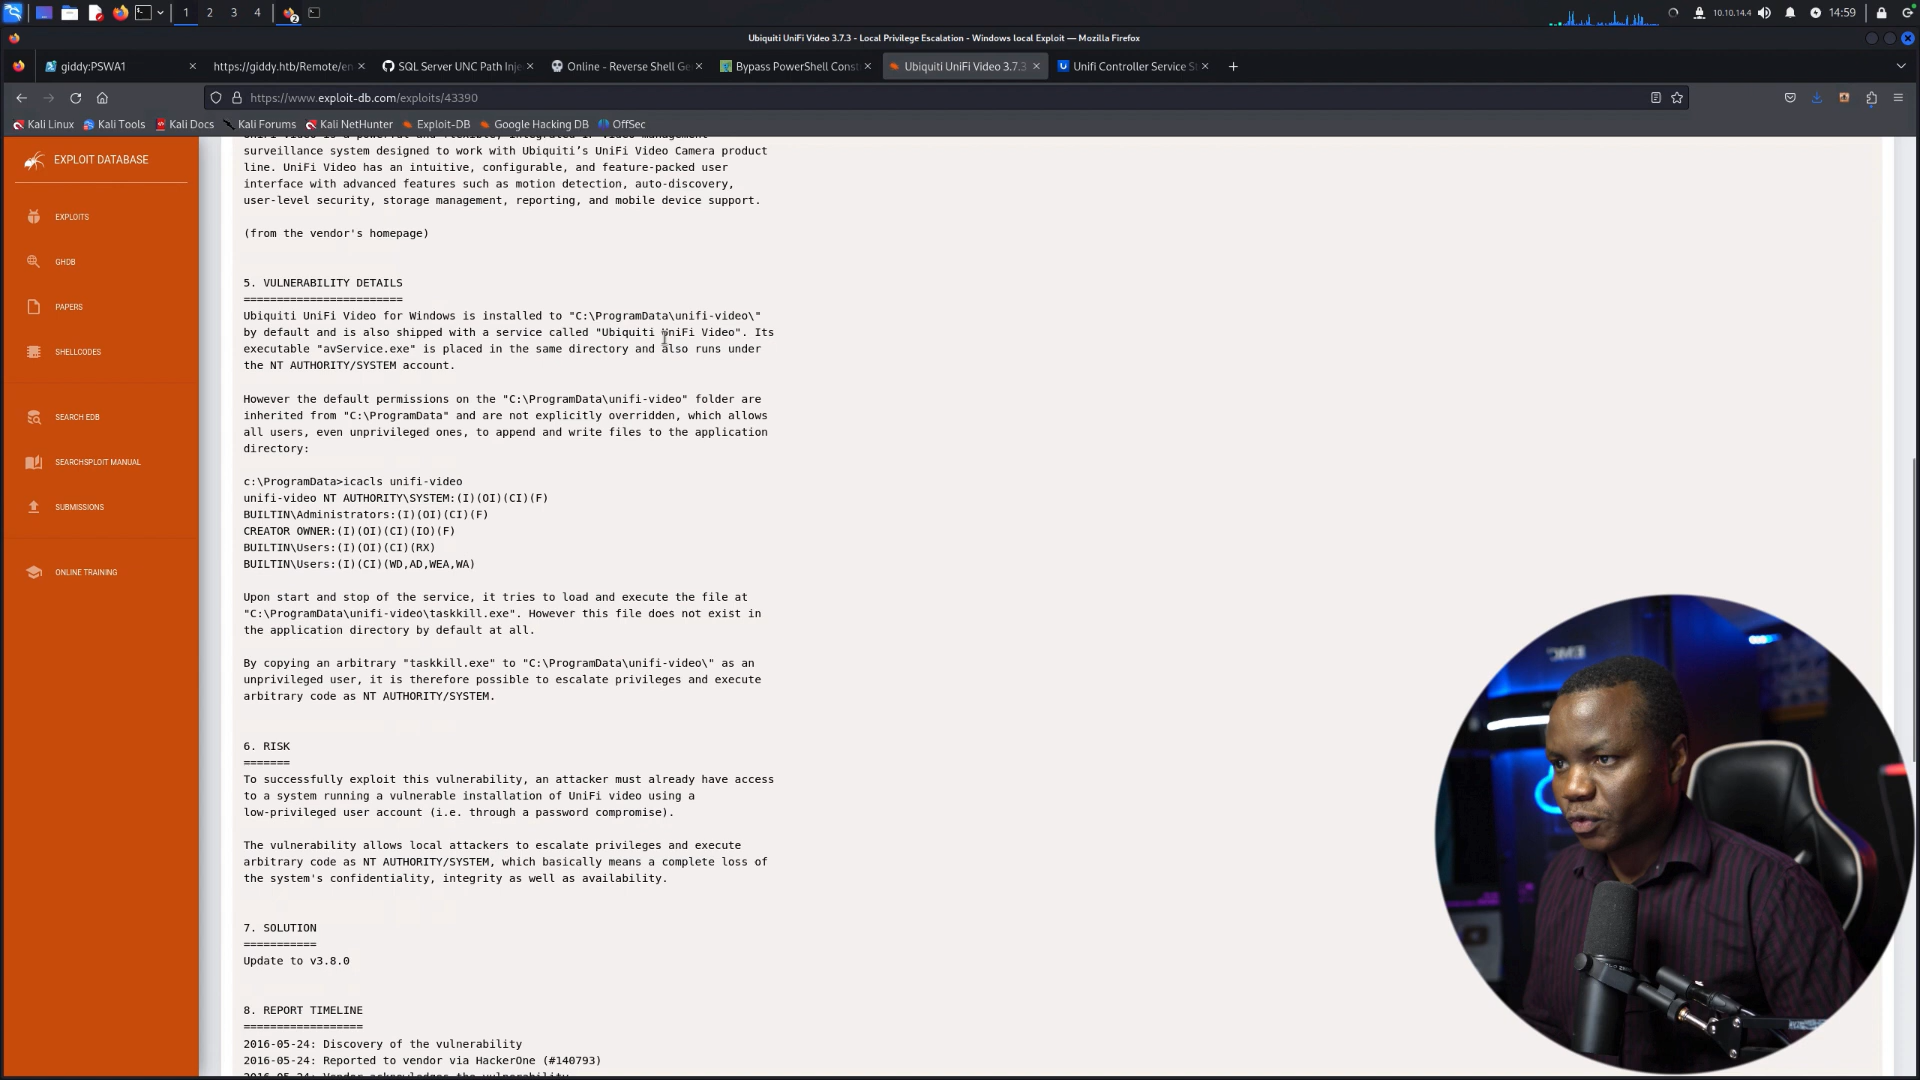 1
2
3
4
2
10.10.14.4
14:59
Ubiquiti UniFi Video 3.7.3 - Local Privilege Escalation - Windows local Exploit — Mozilla Firefox
giddy:PSWA1
https://giddy.htb/Remote/en
SQL Server UNC Path Inje
Online - Reverse Shell Ge
Bypass PowerShell Const
Ubiquiti UniFi Video 3.7.3
Unifi Controller Service St
https://www.exploit-db.com/exploits/43390
Kali Linux
Kali Tools
Kali Docs
Kali Forums
Kali NetHunter
Exploit-DB
Google Hacking DB
OffSec
EXPLOIT DATABASE
EXPLOITS
GHDB
PAPERS
SHELLCODES
SEARCH EDB
SEARCHSPLOIT MANUAL
SUBMISSIONS
ONLINE TRAINING
surveillance system designed to work with Ubiquiti's UniFi Video Camera product
line. UniFi Video has an intuitive, configurable, and feature-packed user
interface with advanced features such as motion detection, auto-discovery,
user-level security, storage management, reporting, and mobile device support.
(from the vendor's homepage)
5. VULNERABILITY DETAILS
========================
Ubiquiti UniFi Video for Windows is installed to "C:\ProgramData\unifi-video\"
by default and is also shipped with a service called "Ubiquiti UniFi Video". Its
executable "avService.exe" is placed in the same directory and also runs under
the NT AUTHORITY/SYSTEM account.
However the default permissions on the "C:\ProgramData\unifi-video" folder are
inherited from "C:\ProgramData" and are not explicitly overridden, which allows
all users, even unprivileged ones, to append and write files to the application
directory:
c:\ProgramData>icacls unifi-video
unifi-video NT AUTHORITY\SYSTEM:(I)(OI)(CI)(F)
BUILTIN\Administrators:(I)(OI)(CI)(F)
CREATOR OWNER:(I)(OI)(CI)(IO)(F)
BUILTIN\Users:(I)(OI)(CI)(RX)
BUILTIN\Users:(I)(CI)(WD,AD,WEA,WA)
Upon start and stop of the service, it tries to load and execute the file at
"C:\ProgramData\unifi-video\taskkill.exe". However this file does not exist in
the application directory by default at all.
By copying an arbitrary "taskkill.exe" to "C:\ProgramData\unifi-video\" as an
unprivileged user, it is therefore possible to escalate privileges and execute
arbitrary code as NT AUTHORITY/SYSTEM.
6. RISK
=======
To successfully exploit this vulnerability, an attacker must already have access
to a system running a vulnerable installation of UniFi video using a
low-privileged user account (i.e. through a password compromise).
The vulnerability allows local attackers to escalate privileges and execute
arbitrary code as NT AUTHORITY/SYSTEM, which basically means a complete loss of
the system's confidentiality, integrity as well as availability.
7. SOLUTION
===========
Update to v3.8.0
8. REPORT TIMELINE
==================
2016-05-24: Discovery of the vulnerability
2016-05-24: Reported to vendor via HackerOne (#140793)